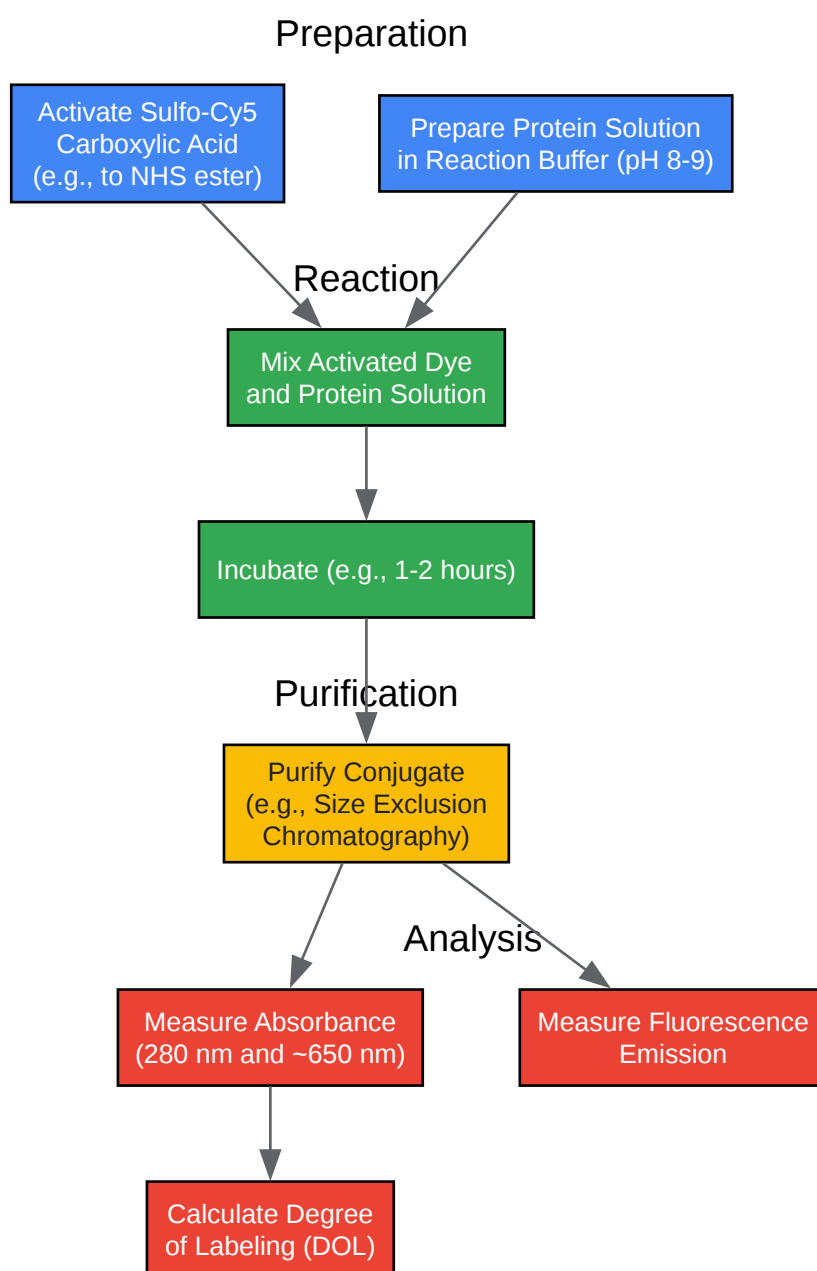 Preparation
Activate Sulfo-Cy5
Carboxylic Acid
(e.g., to NHS ester)
Prepare Protein Solution
in Reaction Buffer (pH 8-9)
Reaction
Mix Activated Dye
and Protein Solution
Incubate (e.g., 1-2 hours)
Purification
Purify Conjugate
(e.g., Size Exclusion
Chromatography)
Analysis
Measure Absorbance
(280 nm and ~650 nm)
Measure Fluorescence
Emission
Calculate Degree
of Labeling (DOL)